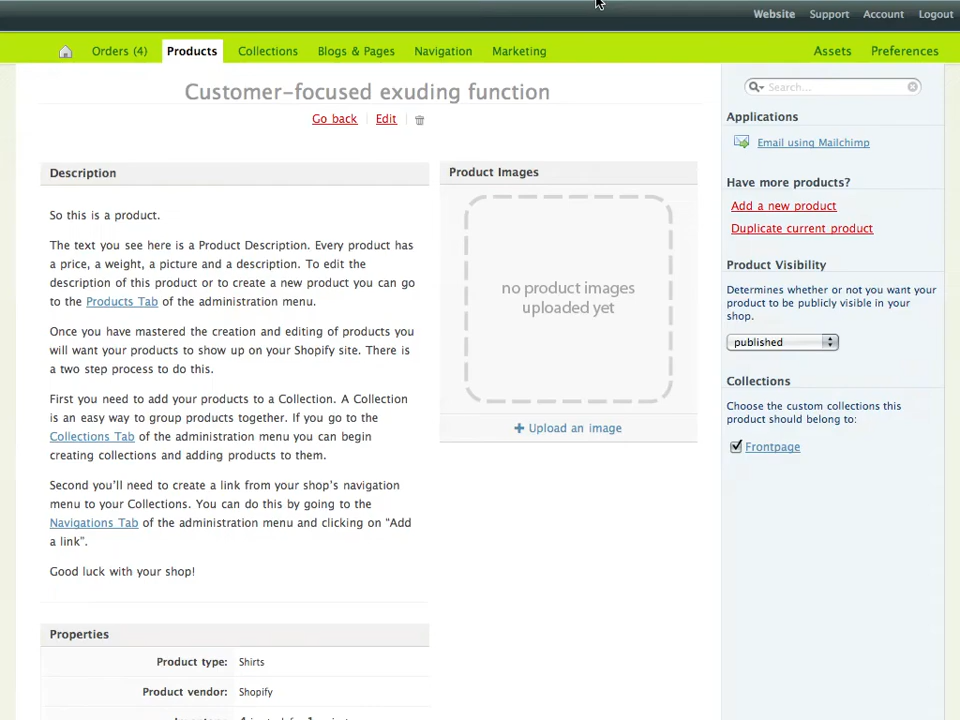 Website Support Account Logout
Orders (4) Products Collections Blogs & Pages Navigation Marketing Assets Preferences
Customer-focused exuding function
Go back Edit
Description
So this is a product.
The text you see here is a Product Description. Every product has
a price, a weight, a picture and a description. To edit the
description of this product or to create a new product you can go
to the Products Tab of the administration menu.
Once you have mastered the creation and editing of products you
will want your products to show up on your Shopify site. There is
a two step process to do this.
First you need to add your products to a Collection. A Collection
is an easy way to group products together. If you go to the
Collections Tab of the administration menu you can begin
creating collections and adding products to them.
Second you'll need to create a link from your shop's navigation
menu to your Collections. You can do this by going to the
Navigations Tab of the administration menu and clicking on "Add
a link".
Good luck with your shop!
Properties
Product type: Shirts
Product vendor: Shopify
Product Images
no product images
uploaded yet
+ Upload an image
Search...
Applications
Email using Mailchimp
Have more products?
Add a new product
Duplicate current product
Product Visibility
Determines whether or not you want your
product to be publicly visible in your
shop.
published
Collections
Choose the custom collections this
product should belong to:
Frontpage